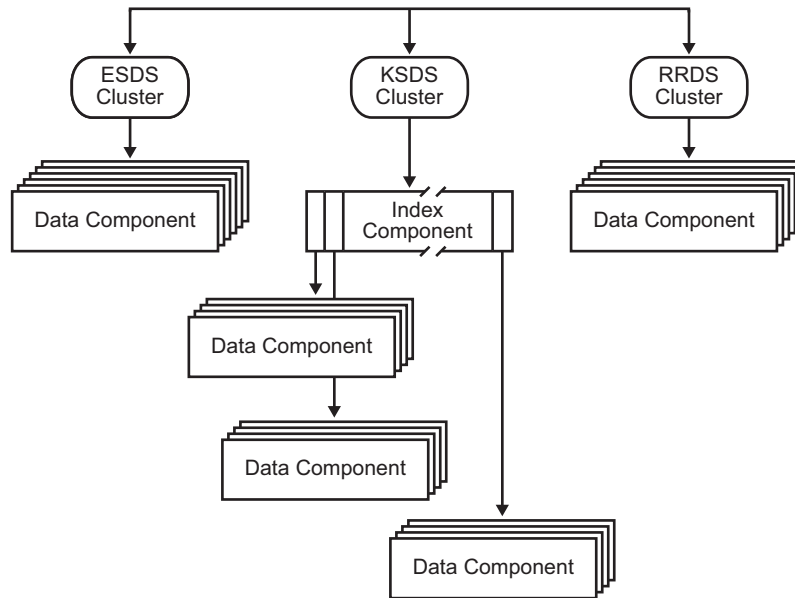 ESDS
Cluster
KSDS
Cluster
RRDS
Cluster
Data Component
Index
Component
Data Component
Data Component
Data Component
Data Component